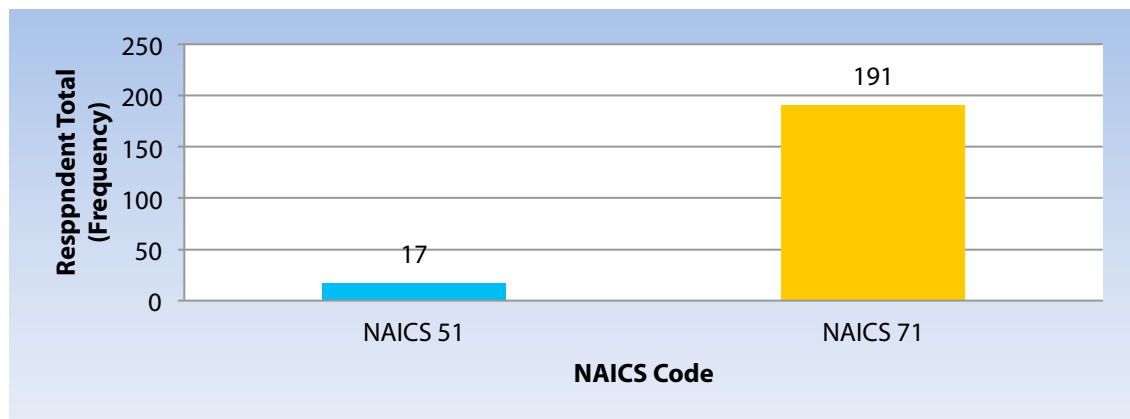 250
200
150
100
50
0
Resppndent Total
(Frequency)
17
191
NAICS 51
NAICS 71
NAICS Code